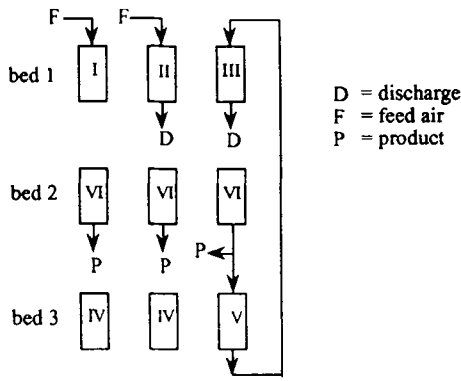 F F
bed 1 I II III
D D
D = discharge
F = feed air
P = product
bed 2 VI VI VI
P P P
bed 3 IV IV V